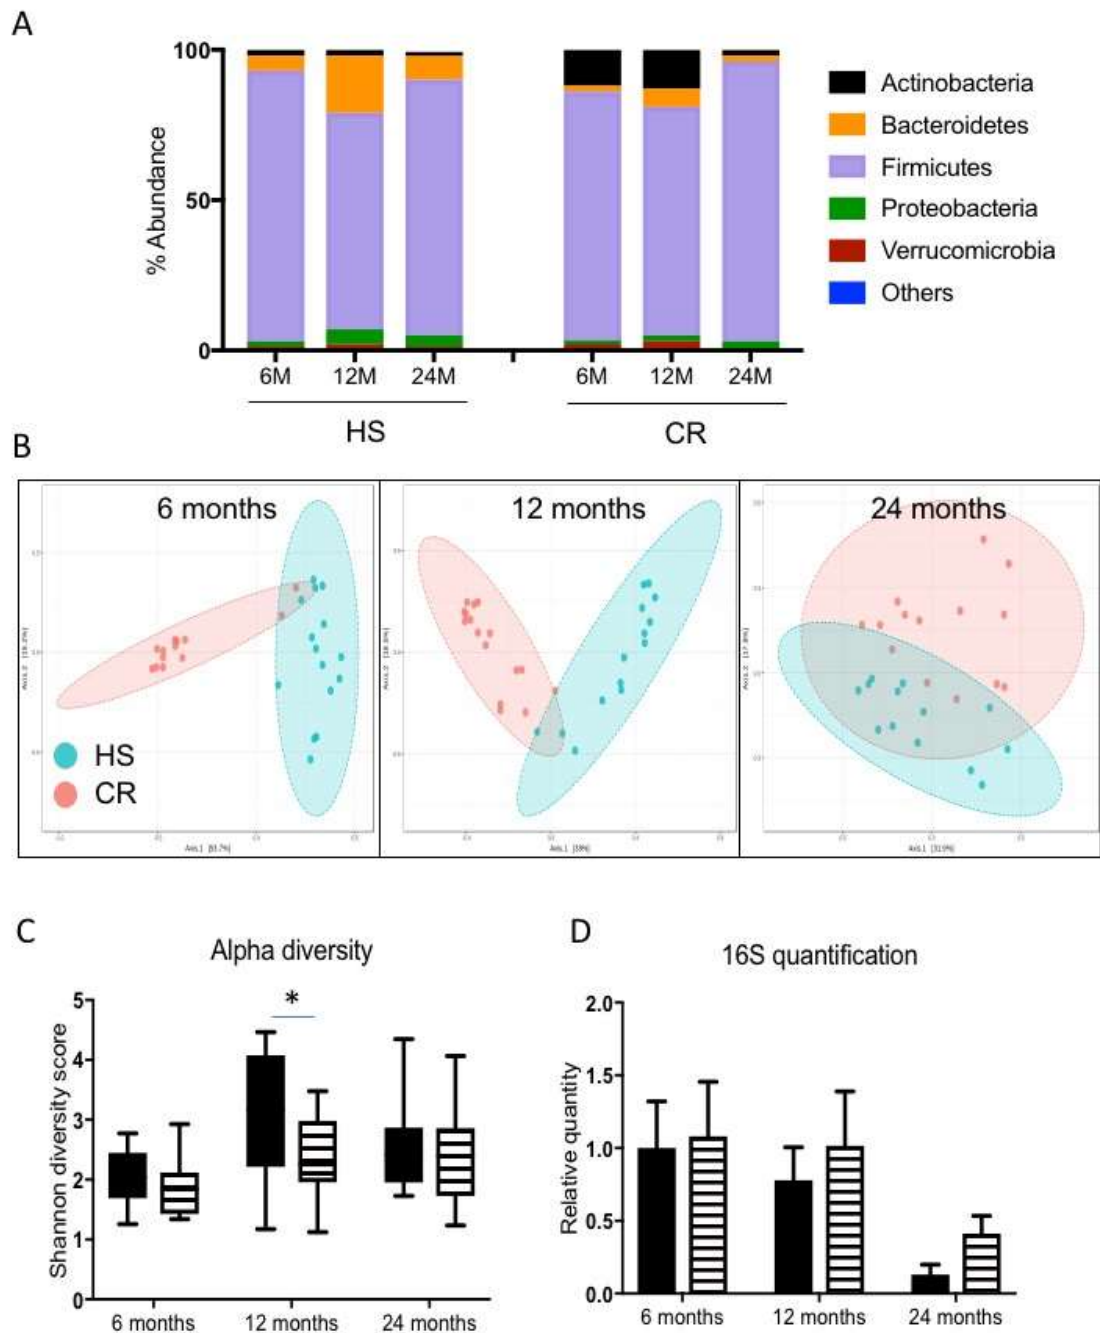 A
100
50
0
% Abundance
6M 12M 24M 6M 12M 24M
HS CR
Actinobacteria
Bacteroidetes
Firmicutes
Proteobacteria
Verrucomicrobia
Others
B
6 months 12 months 24 months
HS
CR
C
Alpha diversity
*
Shannon diversity score
5
4
3
2
1
0
6 months 12 months 24 months
D
16S quantification
Relative quantity
2.0
1.5
1.0
0.5
0.0
6 months 12 months 24 months